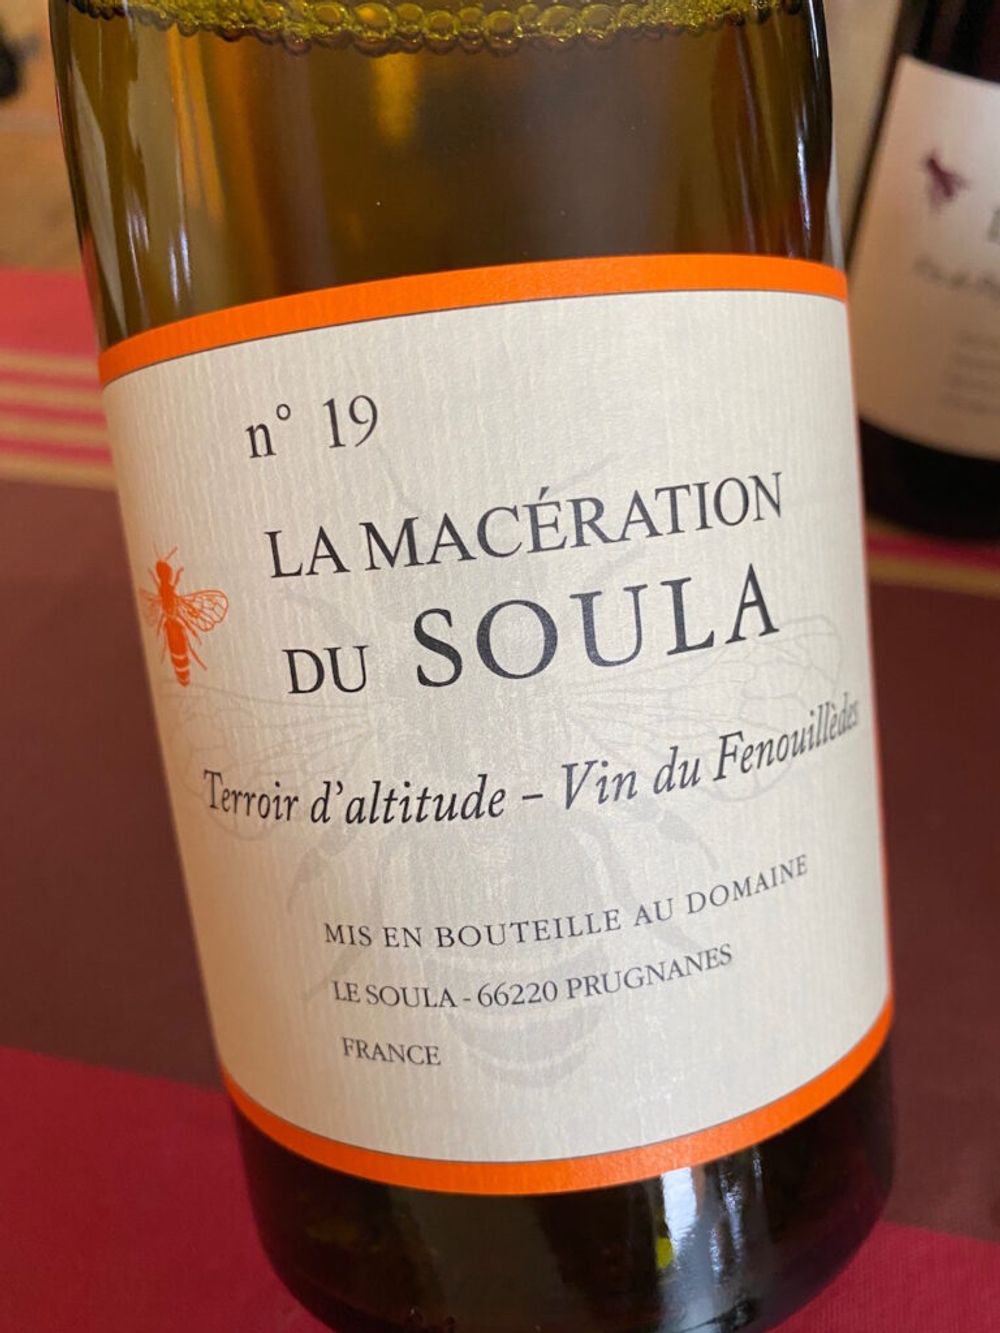 n° 19
LA MACÉRATION
DU SOULA
Terroir d'altitude - Vin du Fenouillèdes
MIS EN BOUTEILLE AU DOMAINE
LE SOULA - 66220 PRUGNANES
FRANCE